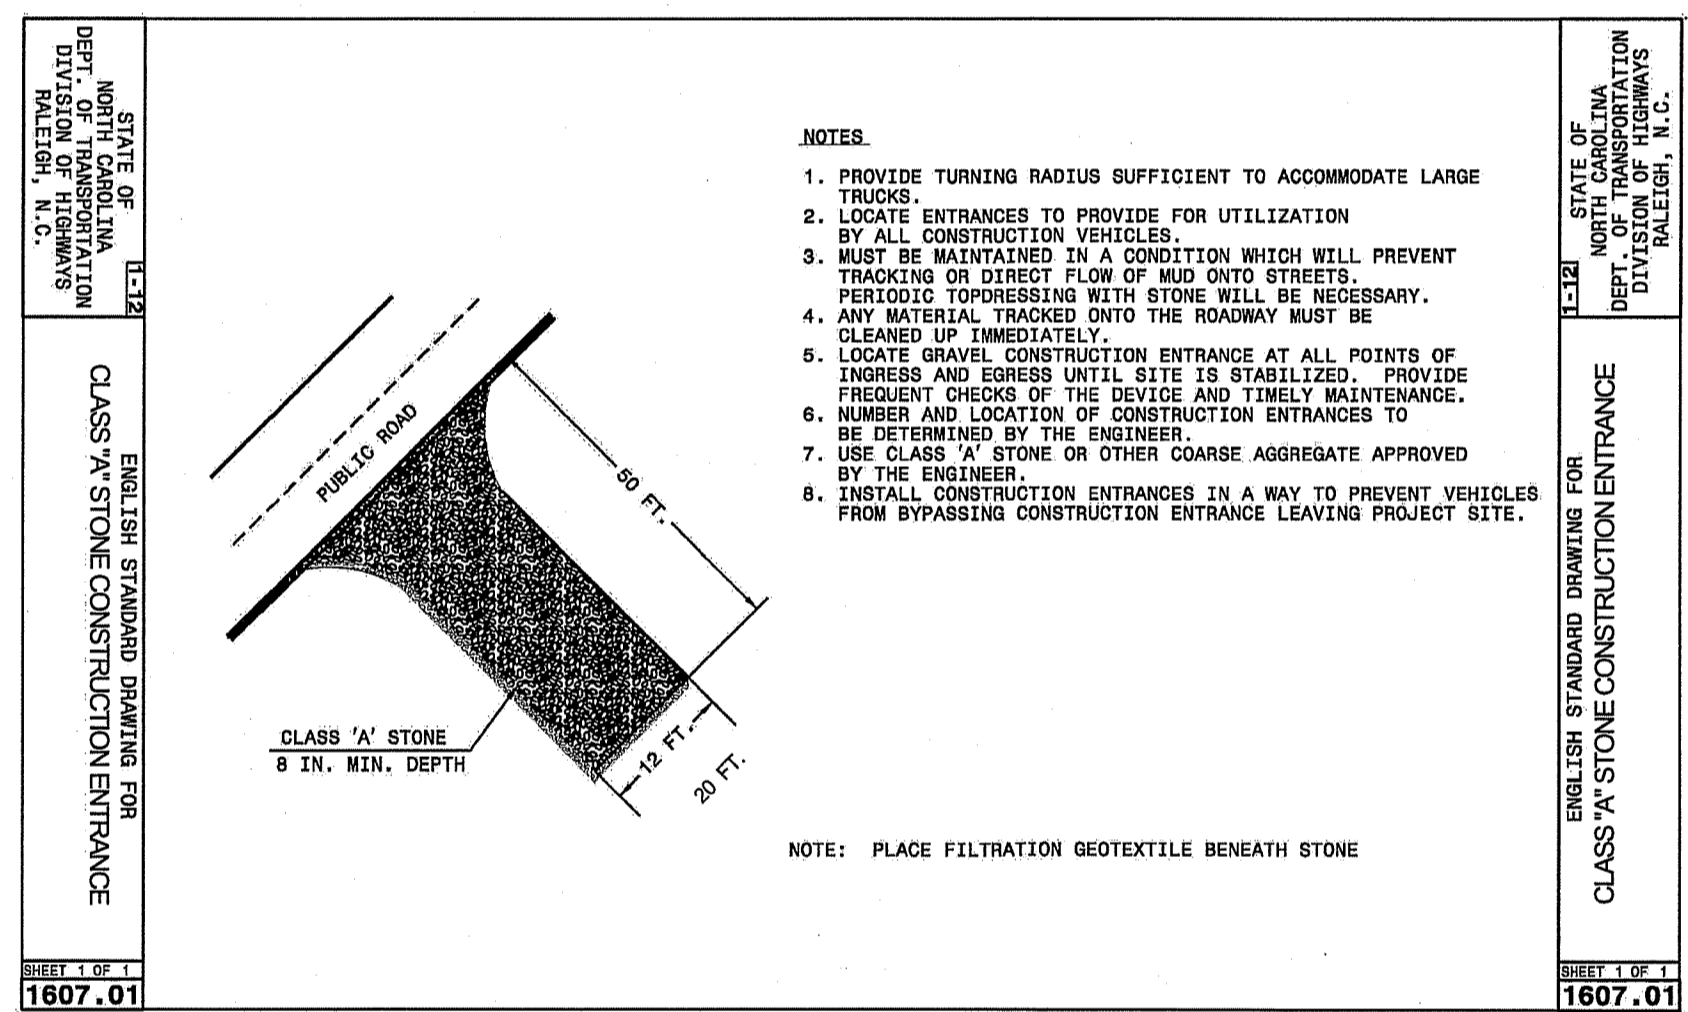 STATE OF
NORTH CAROLINA
DEPT. OF TRANSPORTATION
DIVISION OF HIGHWAYS
RALEIGH, N.C.
1-12
ENGLISH STANDARD DRAWING FOR
CLASS "A" STONE CONSTRUCTION ENTRANCE
SHEET 1 OF 1
1607.01
PUBLIC ROAD
50 FT.
12 FT.
20 FT.
CLASS 'A' STONE
8 IN. MIN. DEPTH
NOTES
1. PROVIDE TURNING RADIUS SUFFICIENT TO ACCOMMODATE LARGE
TRUCKS.
2. LOCATE ENTRANCES TO PROVIDE FOR UTILIZATION
BY ALL CONSTRUCTION VEHICLES.
3. MUST BE MAINTAINED IN A CONDITION WHICH WILL PREVENT
TRACKING OR DIRECT FLOW OF MUD ONTO STREETS.
PERIODIC TOPDRESSING WITH STONE WILL BE NECESSARY.
4. ANY MATERIAL TRACKED ONTO THE ROADWAY MUST BE
CLEANED UP IMMEDIATELY.
5. LOCATE GRAVEL CONSTRUCTION ENTRANCE AT ALL POINTS OF
INGRESS AND EGRESS UNTIL SITE IS STABILIZED. PROVIDE
FREQUENT CHECKS OF THE DEVICE AND TIMELY MAINTENANCE.
6. NUMBER AND LOCATION OF CONSTRUCTION ENTRANCES TO
BE DETERMINED BY THE ENGINEER.
7. USE CLASS 'A' STONE OR OTHER COARSE AGGREGATE APPROVED
BY THE ENGINEER.
8. INSTALL CONSTRUCTION ENTRANCES IN A WAY TO PREVENT VEHICLES
FROM BYPASSING CONSTRUCTION ENTRANCE LEAVING PROJECT SITE.
NOTE: PLACE FILTRATION GEOTEXTILE BENEATH STONE
STATE OF
NORTH CAROLINA
DEPT. OF TRANSPORTATION
DIVISION OF HIGHWAYS
RALEIGH, N.C.
1-12
ENGLISH STANDARD DRAWING FOR
CLASS "A" STONE CONSTRUCTION ENTRANCE
SHEET 1 OF 1
1607.01